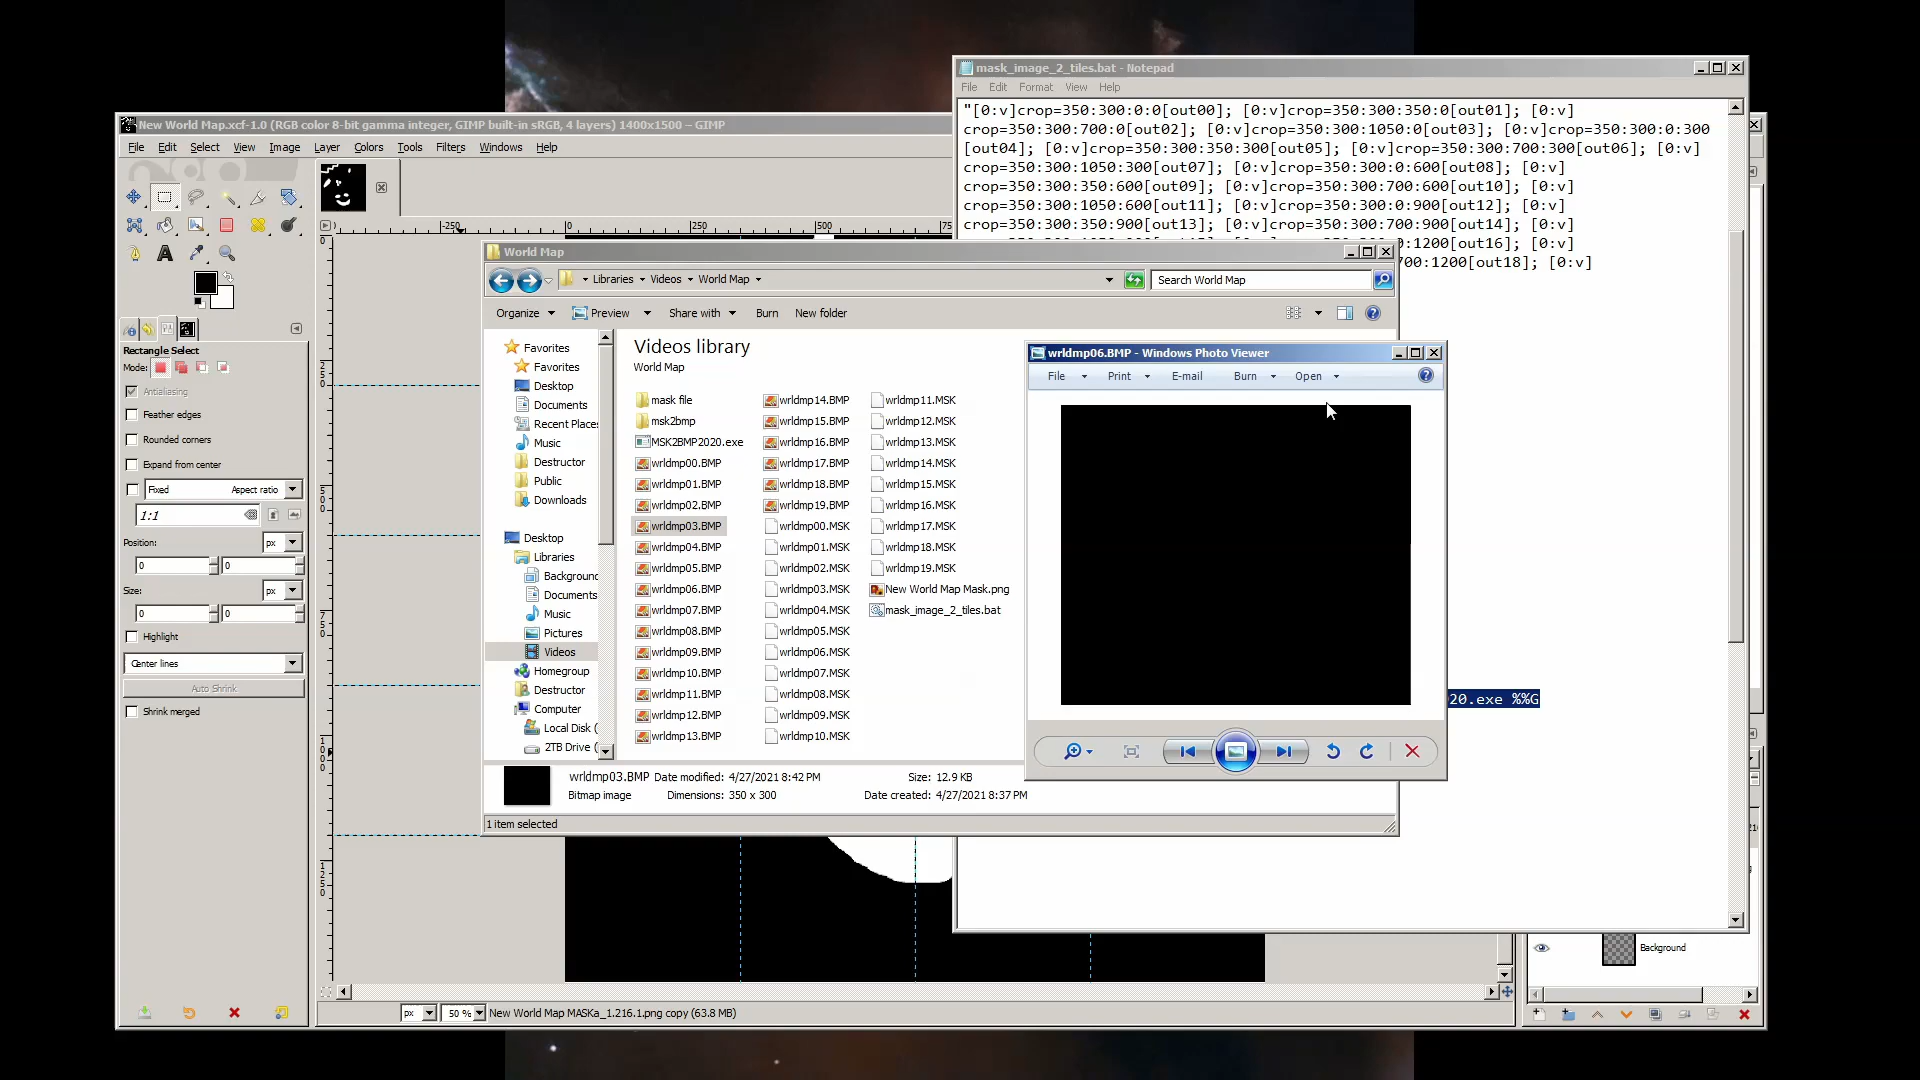 mask_image_2_tiles.bat - Notepad
File Edit Format View Help
"[0:v]crop=350:300:0:0[out00]; [0:v]crop=350:300:350:0[out01]; [0:v]
crop=350:300:700:0[out02]; [0:v]crop=350:300:1050:0[out03]; [0:v]crop=350:300:0:300
[out04]; [0:v]crop=350:300:350:300[out05]; [0:v]crop=350:300:700:300[out06]; [0:v]
crop=350:300:1050:300[out07]; [0:v]crop=350:300:0:600[out08]; [0:v]
crop=350:300:350:600[out09]; [0:v]crop=350:300:700:600[out10]; [0:v]
crop=350:300:1050:600[out11]; [0:v]crop=350:300:0:900[out12]; [0:v]
crop=350:300:350:900[out13]; [0:v]crop=350:300:700:900[out14]; [0:v]
:1200[out16]; [0:v]
700:1200[out18]; [0:v]
20.exe %%G
New World Map.xcf-1.0 (RGB color 8-bit gamma integer, GIMP built-in sRGB, 4 layers) 1400x1500 – GIMP
File Edit Select View Image Layer Colors Tools Filters Windows Help
-250 0 250 500
Rectangle Select
Mode:
Antialiasing
Feather edges
Rounded corners
Expand from center
Fixed Aspect ratio
1:1
Position: px
0 0
Size: px
0 0
Highlight
Center lines
Auto Shrink
Shrink merged
World Map
Libraries Videos World Map
Search World Map
Organize Preview Share with Burn New folder
Favorites
Favorites
Desktop
Documents
Recent Places
Music
Destructor
Public
Downloads
Desktop
Libraries
Background
Documents
Music
Pictures
Videos
Homegroup
Destructor
Computer
Local Disk (
2TB Drive (
Videos library
World Map
mask file
msk2bmp
MSK2BMP2020.exe
wrldmp00.BMP
wrldmp01.BMP
wrldmp02.BMP
wrldmp03.BMP
wrldmp04.BMP
wrldmp05.BMP
wrldmp06.BMP
wrldmp07.BMP
wrldmp08.BMP
wrldmp09.BMP
wrldmp10.BMP
wrldmp11.BMP
wrldmp12.BMP
wrldmp13.BMP
wrldmp14.BMP
wrldmp15.BMP
wrldmp16.BMP
wrldmp17.BMP
wrldmp18.BMP
wrldmp19.BMP
wrldmp00.MSK
wrldmp01.MSK
wrldmp02.MSK
wrldmp03.MSK
wrldmp04.MSK
wrldmp05.MSK
wrldmp06.MSK
wrldmp07.MSK
wrldmp08.MSK
wrldmp09.MSK
wrldmp10.MSK
wrldmp11.MSK
wrldmp12.MSK
wrldmp13.MSK
wrldmp14.MSK
wrldmp15.MSK
wrldmp16.MSK
wrldmp17.MSK
wrldmp18.MSK
wrldmp19.MSK
New World Map Mask.png
mask_image_2_tiles.bat
wrldmp03.BMP Date modified: 4/27/2021 8:42 PM Size: 12.9 KB
Bitmap image Dimensions: 350 x 300 Date created: 4/27/2021 8:37 PM
1 item selected
wrldmp06.BMP - Windows Photo Viewer
File Print E-mail Burn Open
px 50 % New World Map MASKa_1.216.1.png copy (63.8 MB)
Background